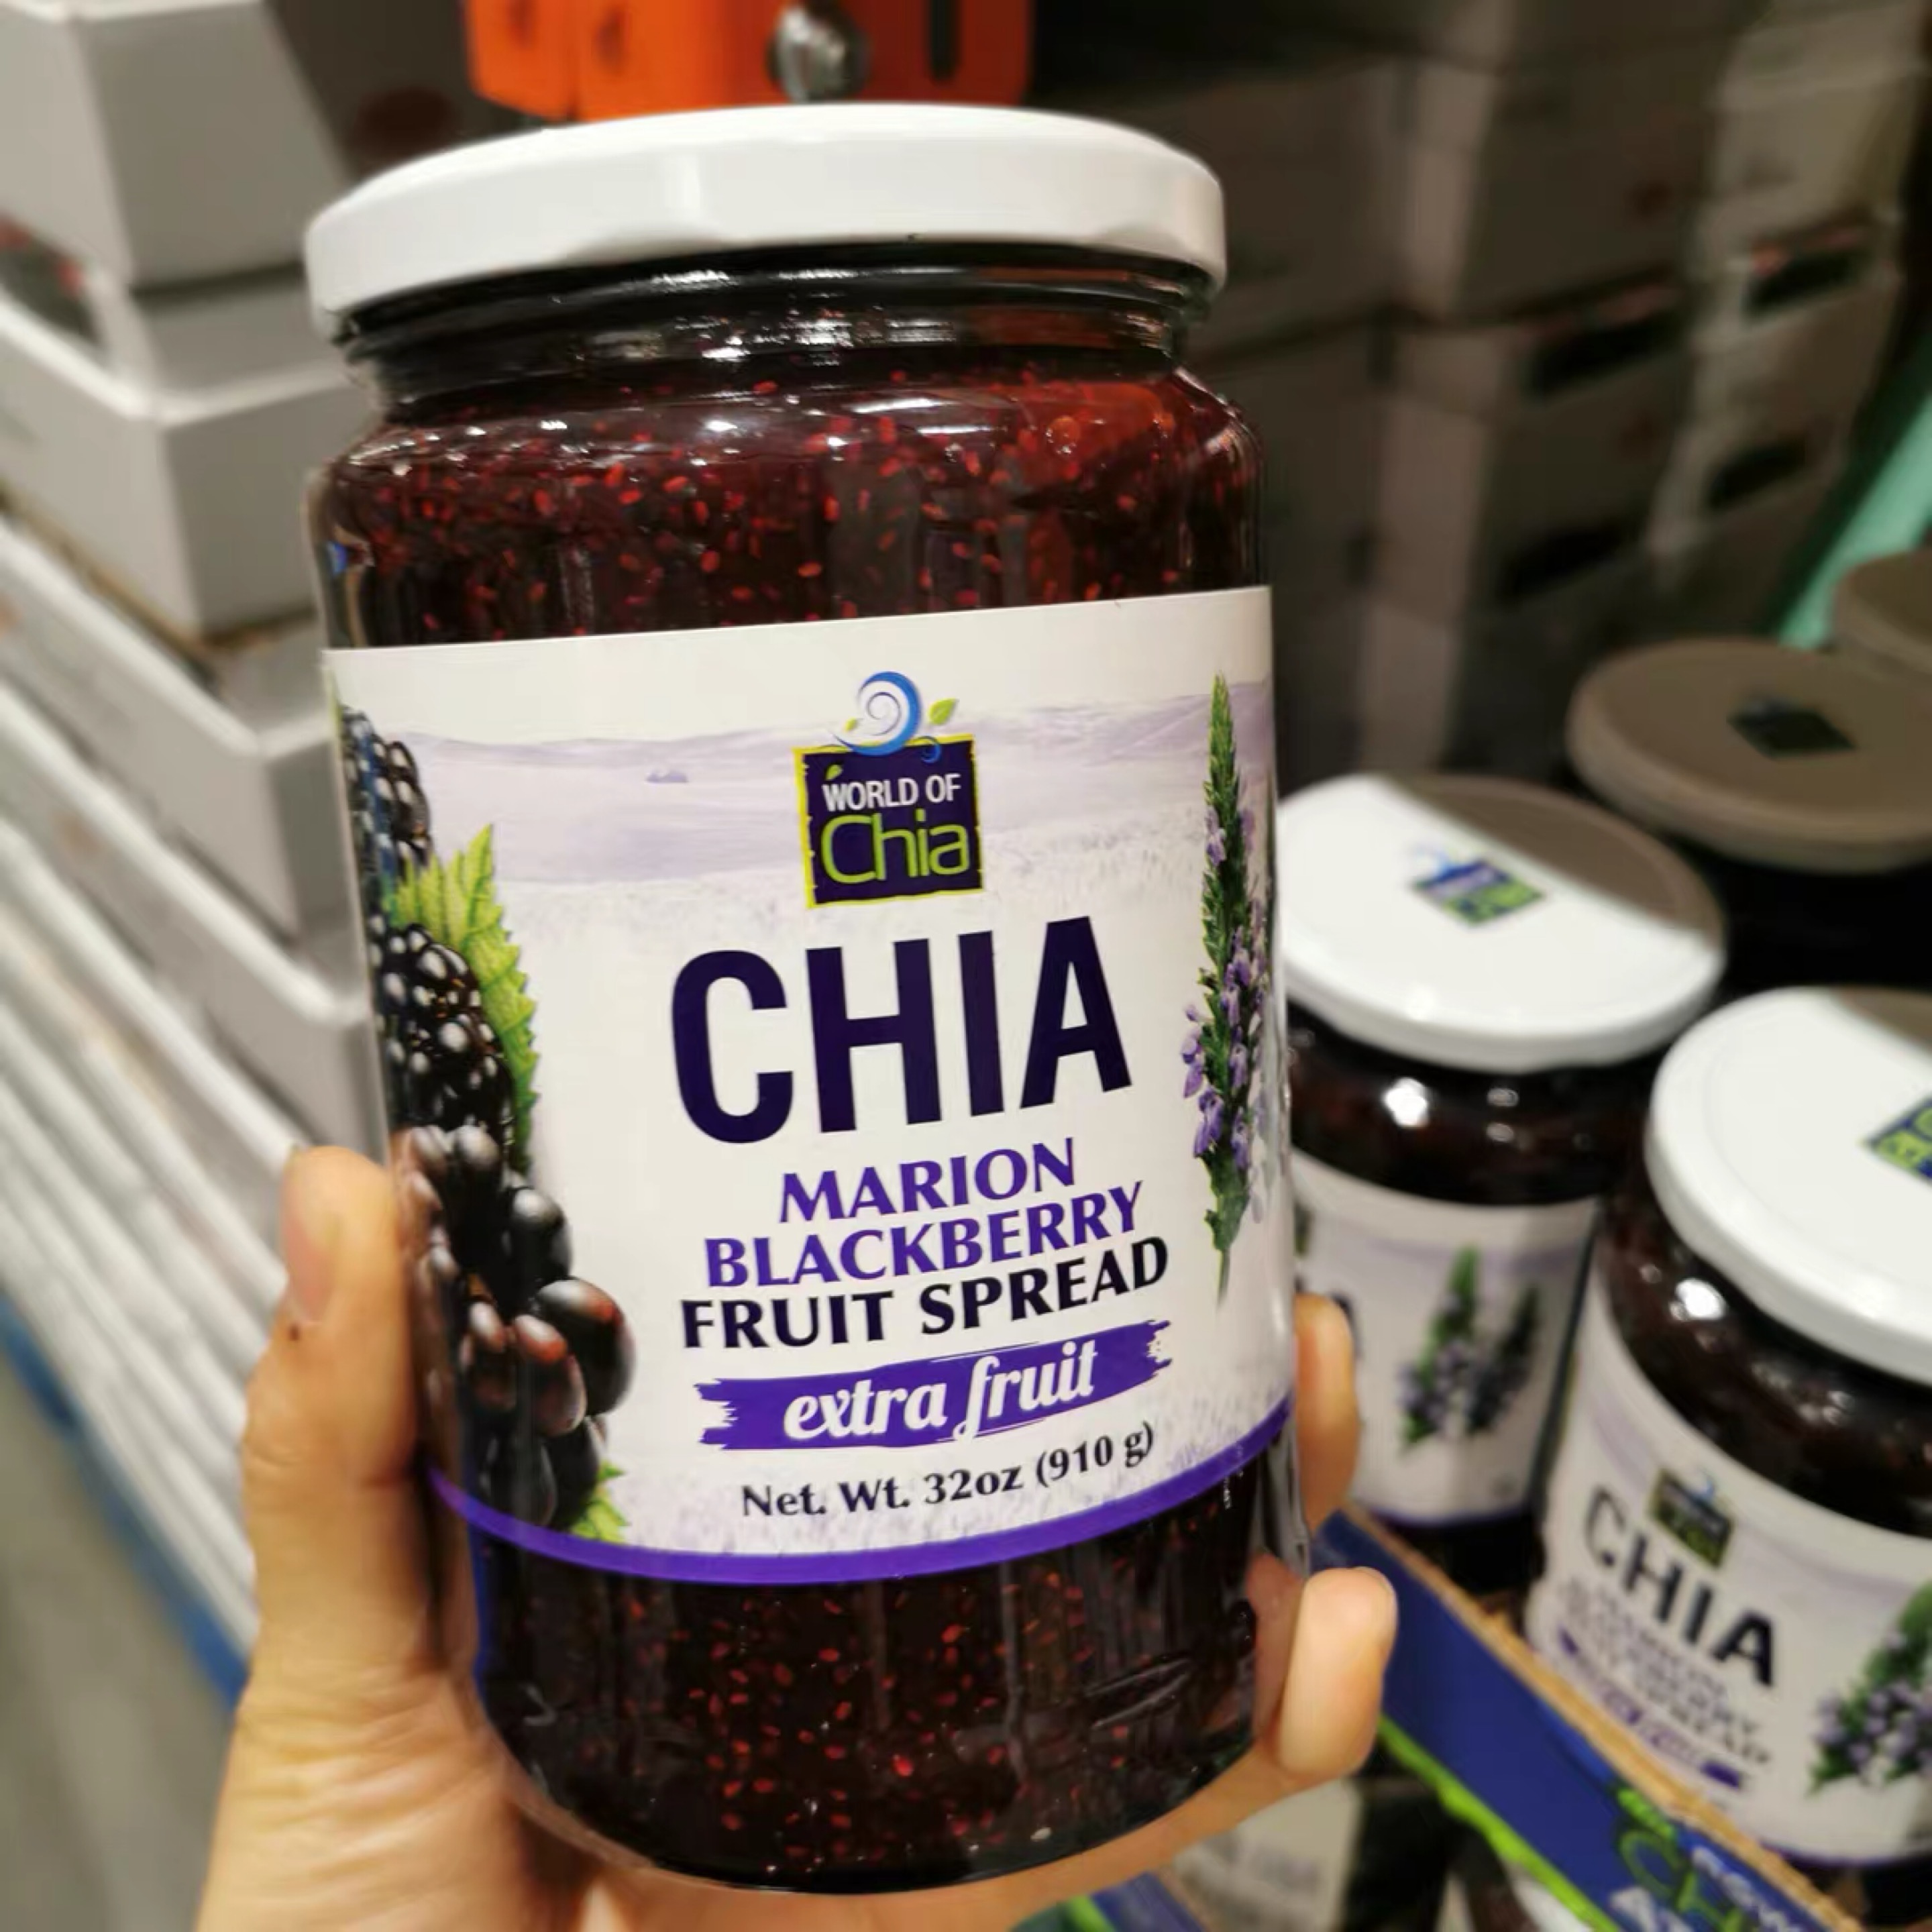 WORLD OF
Chia
CHIA
MARION
BLACKBERRY
FRUIT SPREAD
extra fruit
Net. Wt. 32oz (910 g)
CHIA